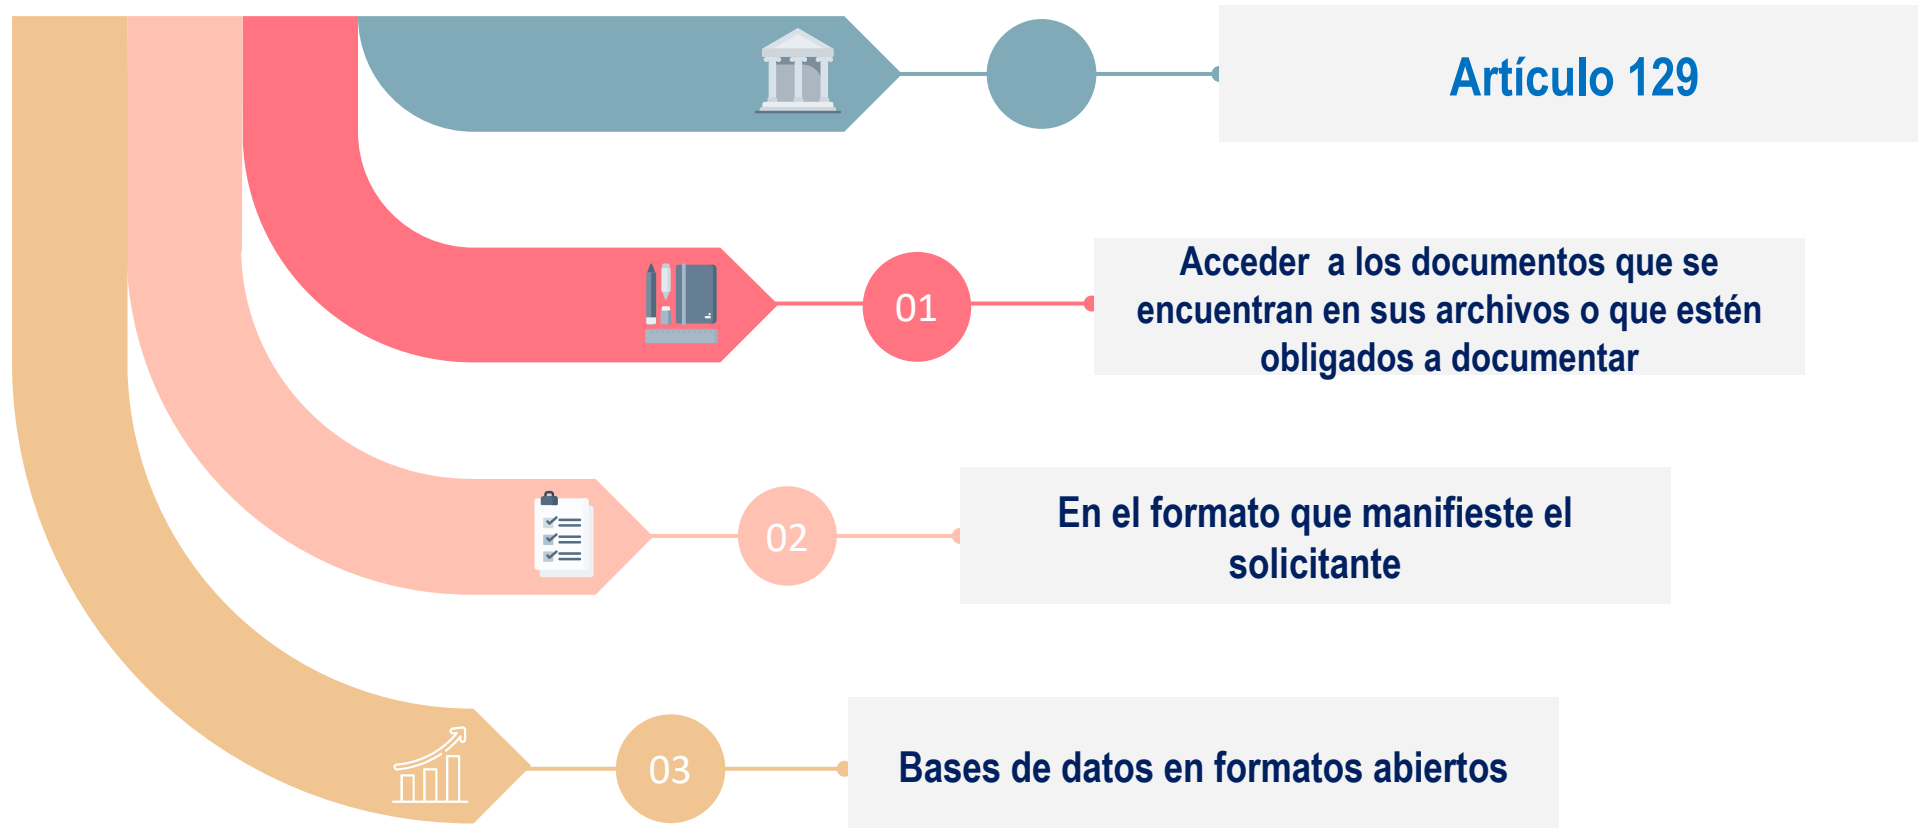 Artículo 129
01
Acceder a los documentos que se
encuentran en sus archivos o que estén
obligados a documentar
02
En el formato que manifieste el
solicitante
03
Bases de datos en formatos abiertos